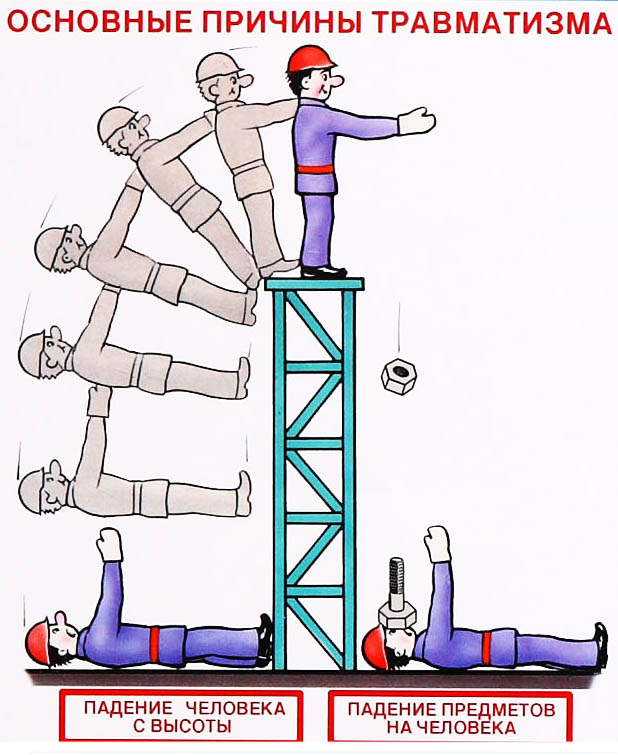 ОСНОВНЫЕ ПРИЧИНЫ ТРАВМАТИЗМА
ПАДЕНИЕ ЧЕЛОВЕКА
С ВЫСОТЫ
ПАДЕНИЕ ПРЕДМЕТОВ
НА ЧЕЛОВЕКА